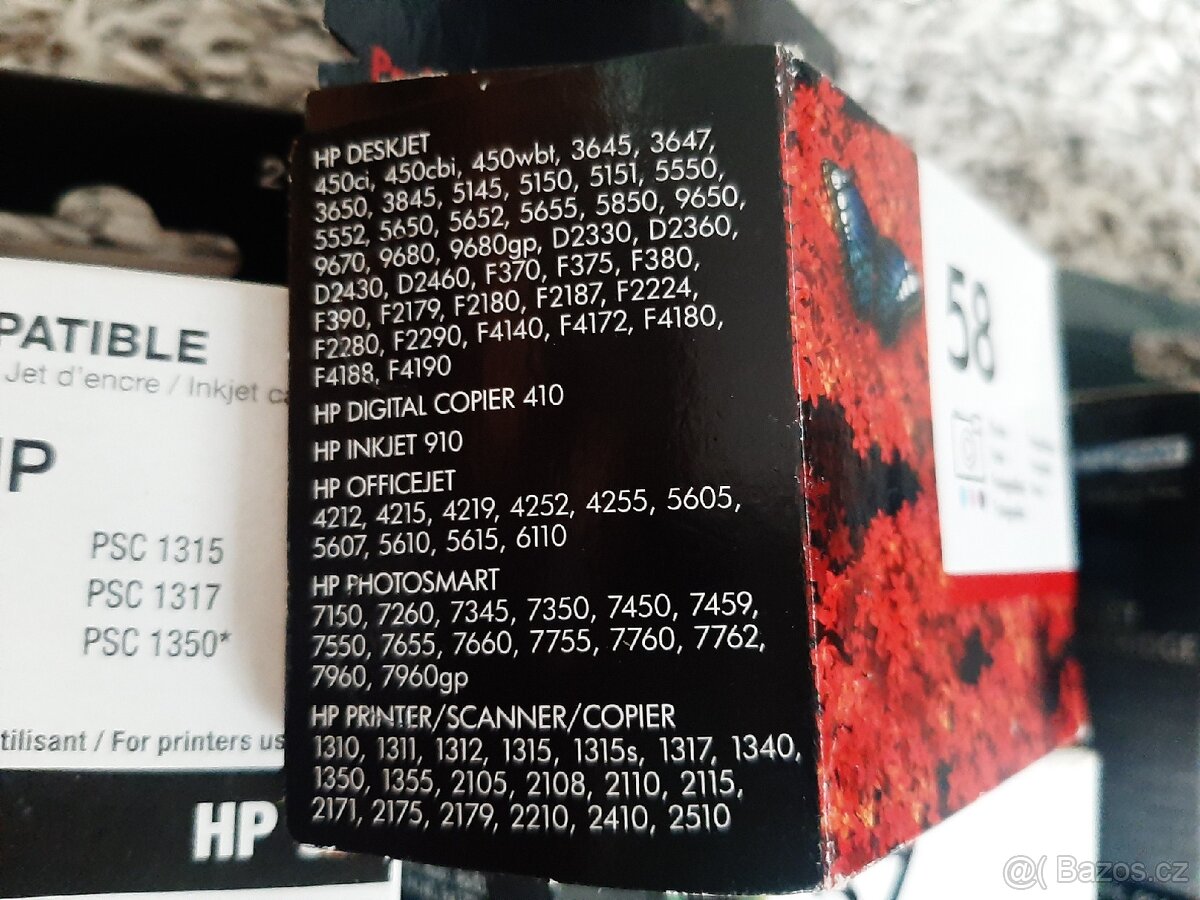 HP DESKJET
450ci, 450cbi, 450wbt, 3645, 3647,
3650, 3845, 5145, 5150, 5151, 5550,
5552, 5650, 5652, 5655, 5850, 9650,
9670, 9680, 9680gp, D2330, D2360,
D2430, D2460, F370, F375, F380,
F390, F2179, F2180, F2187, F2224,
F2280, F2290, F4140, F4172, F4180,
F4188, F4190
HP DIGITAL COPIER 410
HP INKJET 910
HP OFFICEJET
4212, 4215, 4219, 4252, 4255, 5605,
5607, 5610, 5615, 6110
HP PHOTOSMART
7150, 7260, 7345, 7350, 7450, 7459,
7550, 7655, 7660, 7755, 7760, 7762,
7960, 7960gp
HP PRINTER/SCANNER/COPIER
1310, 1311, 1312, 1315, 1315s, 1317, 1340,
1350, 1355, 2105, 2108, 2110, 2115,
2171, 2175, 2179, 2210, 2410, 2510
58
PATIBLE
Jet d'encre / Inkjet
HP
PSC 1315
PSC 1317
PSC 1350*
tilisant / For printers us
HP
Bazos.cz